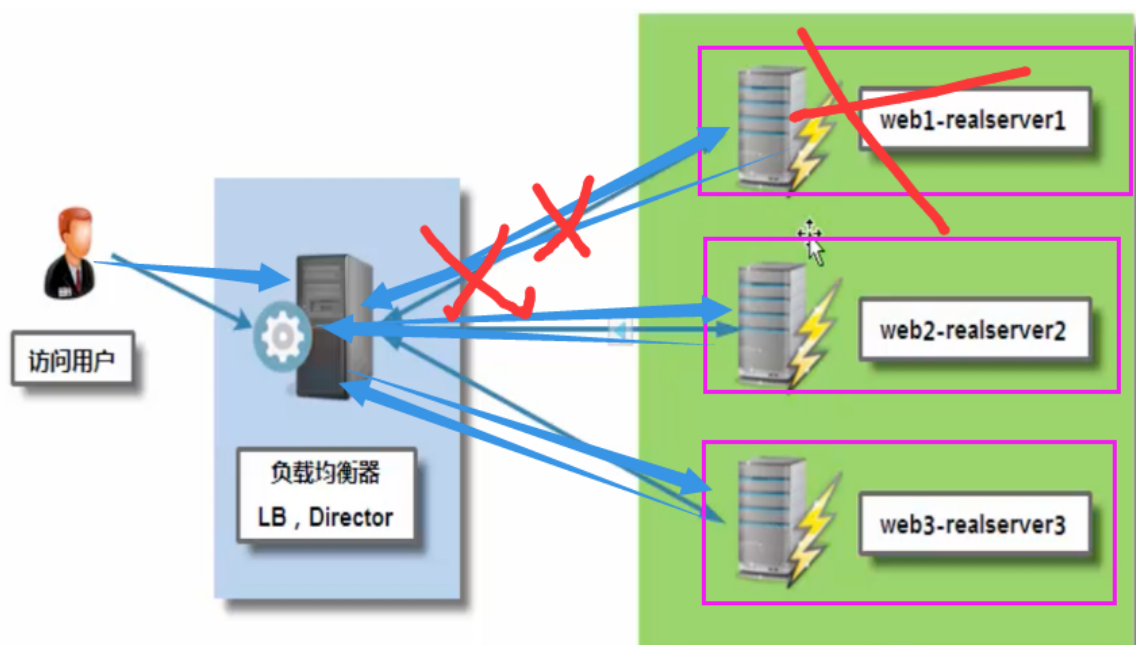 web1-realserver1
访问用户
web2-realserver2
负载均衡器
LB，Director
web3-realserver3